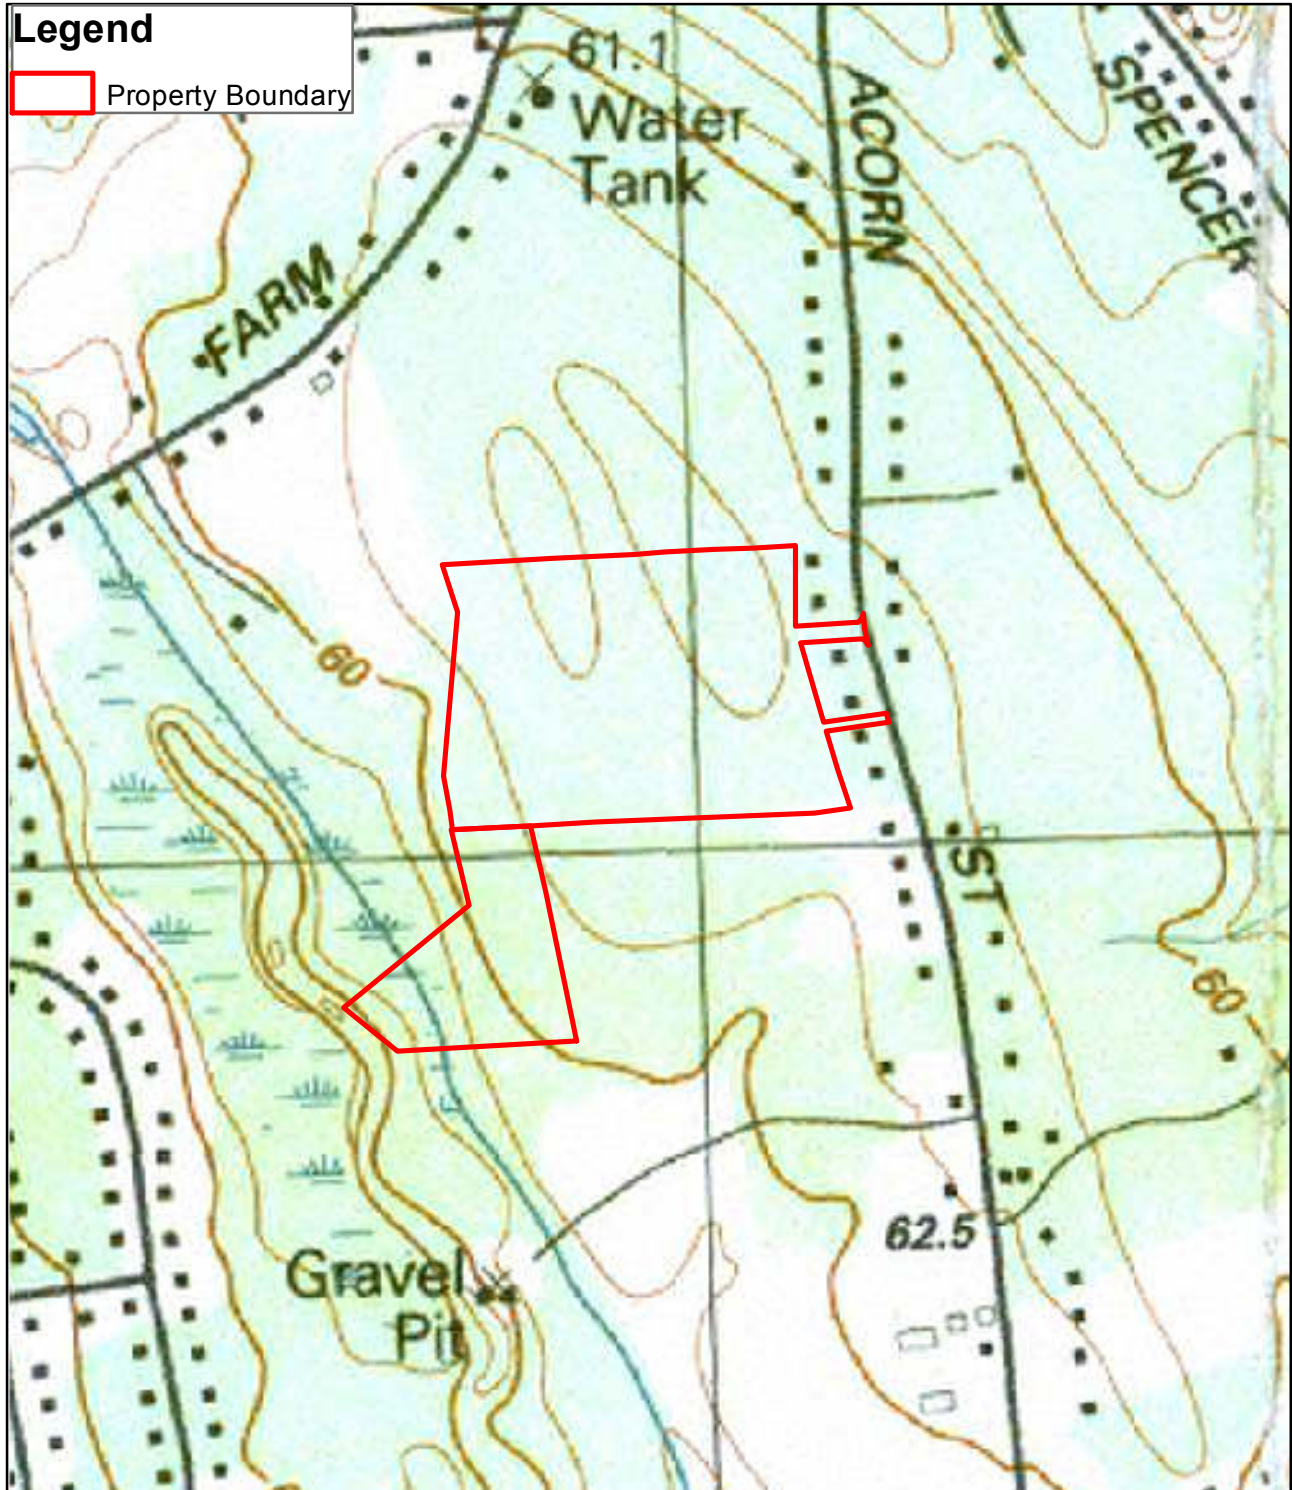 Legend
Property Boundary
61.1
Water
Tank
ACORN
SPENCER
FARM
60
ST
60
62.5
Gravel
Pit